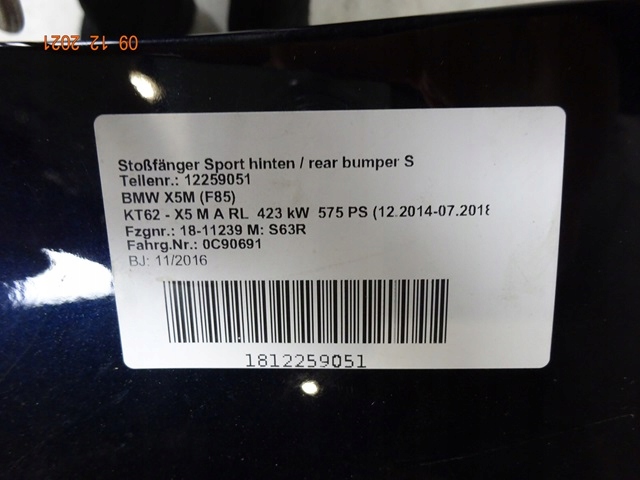 09 12 2021
Stoßfänger Sport hinten / rear bumper S
Teilenr.: 12259051
BMW X5M (F85)
KT62 - X5 M A RL 423 kW 575 PS (12.2014-07.2018
Fzgnr.: 18-11239 M: S63R
Fahrg.Nr.: 0C90691
BJ: 11/2016
1812259051